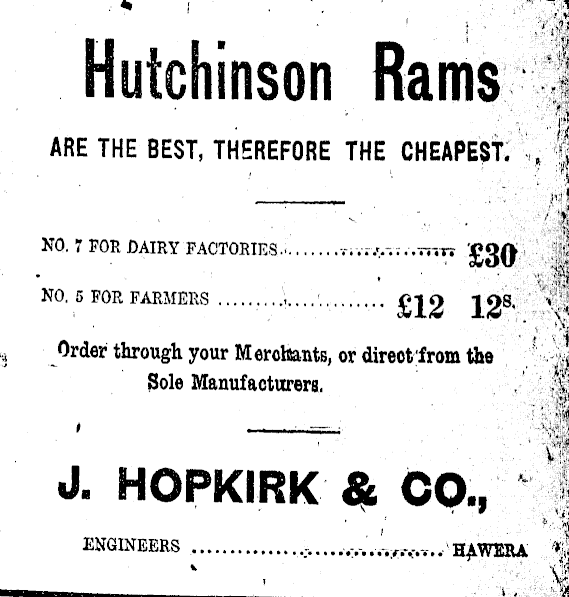 Hutchinson Rams
ARE THE BEST, THEREFORE THE CHEAPEST.
NO. 7 FOR DAIRY FACTORIES.................... £30
NO. 5 FOR FARMERS .................... £12 12s.
Order through your Merchants, or direct from the
Sole Manufacturers.
J. HOPKIRK & CO.,
ENGINEERS .............................. HAWERA